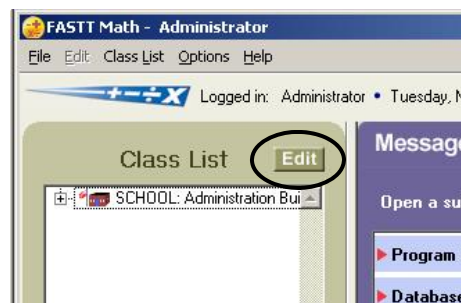 FASTT Math - Administrator
File Edit Class List Options Help
Logged in: Administrator • Tuesday,
Class List Edit
SCHOOL: Administration Bui
Message
Open a su
Program
Database